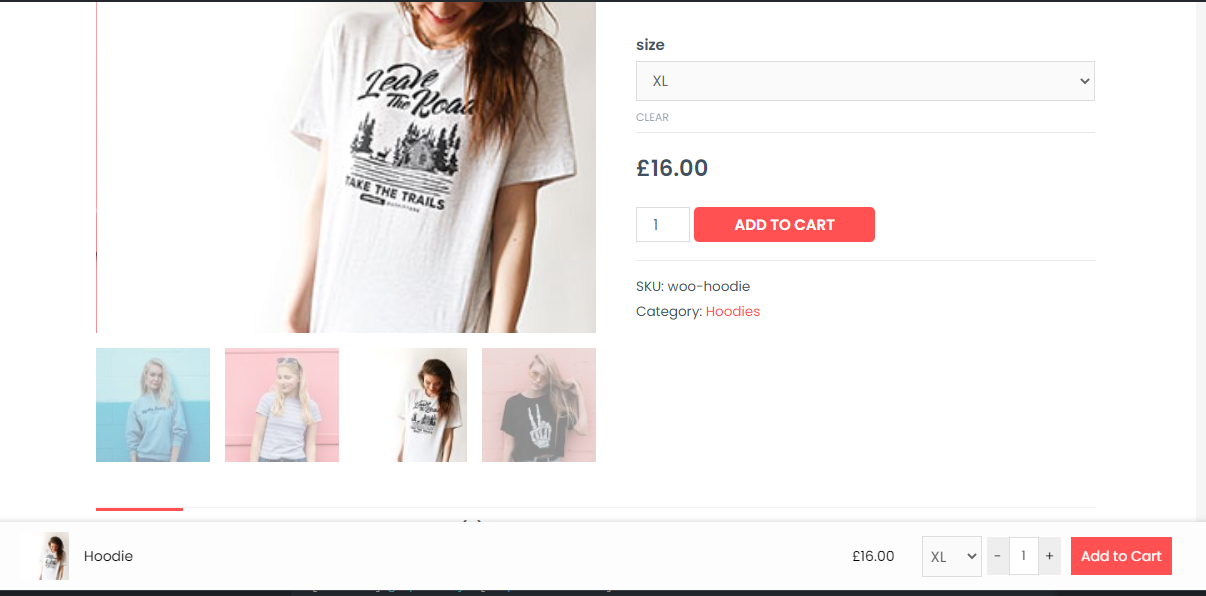 Leave
The Road
TAKE THE TRAILS
size
XL
CLEAR
£16.00
1
ADD TO CART
SKU: woo-hoodie
Category: Hoodies
Hoodie
£16.00
XL
-
1
+
Add to Cart